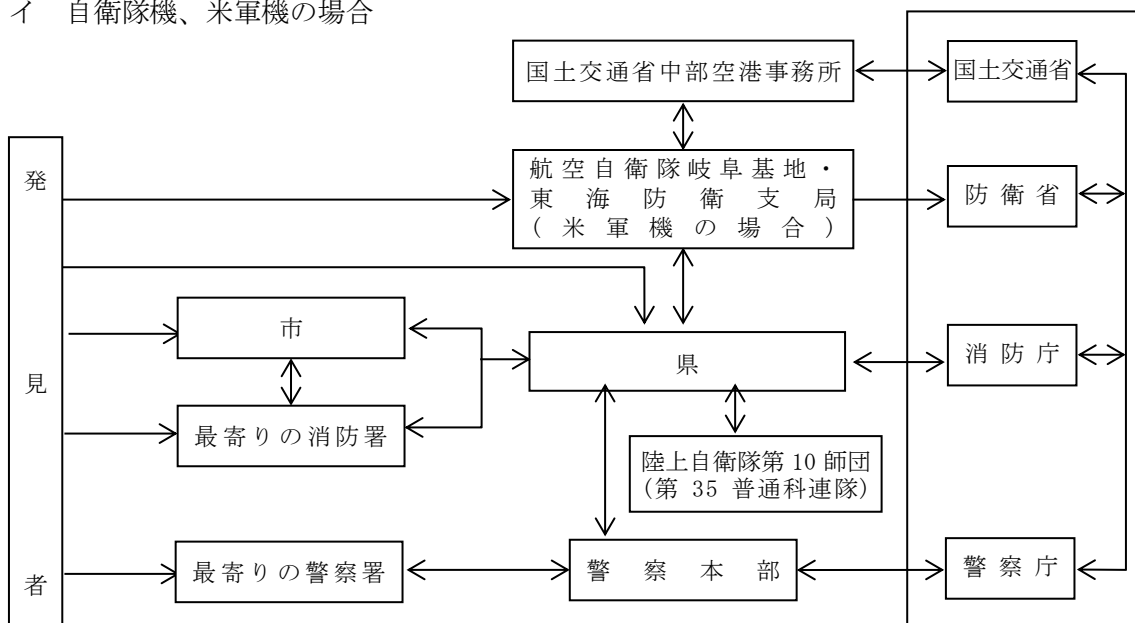 イ 自衛隊機、米軍機の場合
国土交通省中部空港事務所
国土交通省
発見者
航空自衛隊岐阜基地・
東海防衛支局
(米軍機の場合)
防衛省
市
県
消防庁
最寄りの消防署
陸上自衛隊第10師団
(第 35 普通科連隊)
最寄りの警察署
警察本部
警察庁